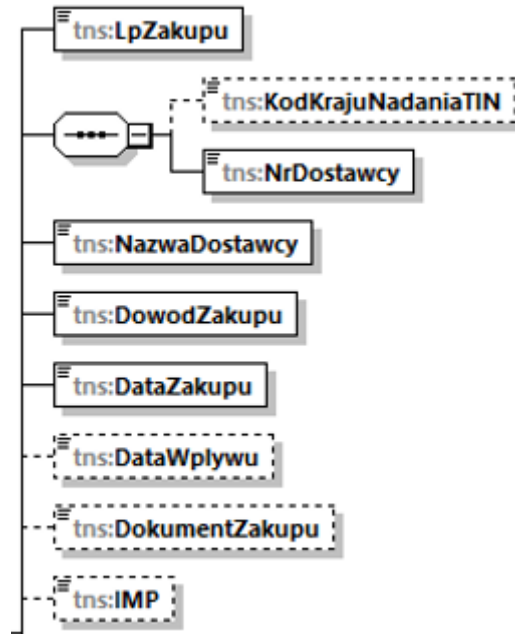 tns:LpZakupu
tns:KodKrajuNadaniaTIN
tns:NrDostawcy
tns:NazwaDostawcy
tns:DowodZakupu
tns:DataZakupu
tns:DataWplywu
tns:DokumentZakupu
tns:IMP